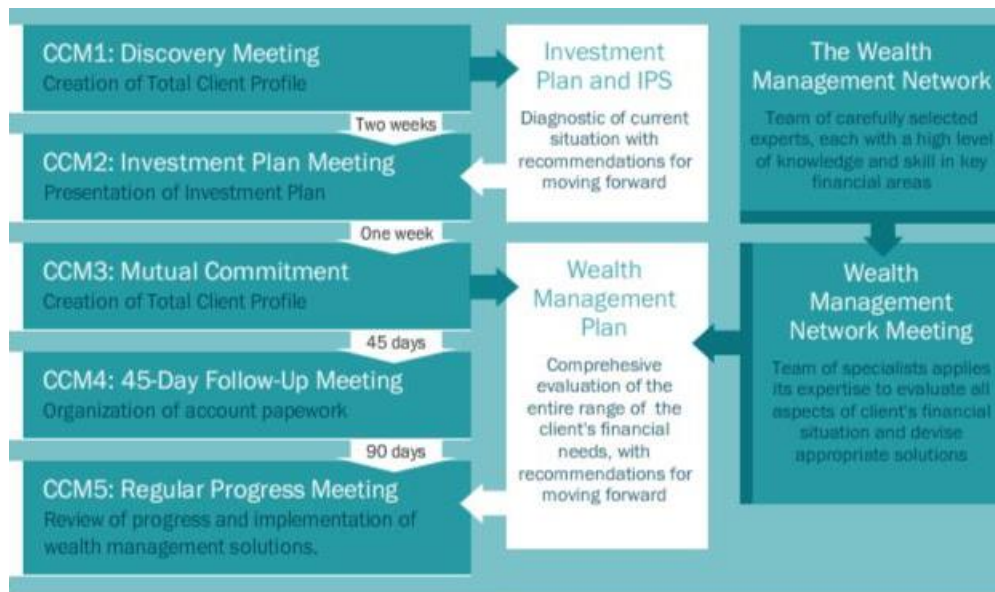 CCM1: Discovery Meeting
Creation of Total Client Profile
Two weeks
CCM2: Investment Plan Meeting
Presentation of Investment Plan
One week
CCM3: Mutual Commitment
Creation of Total Client Profile
45 days
CCM4: 45-Day Follow-Up Meeting
Organization of account papework
90 days
CCM5: Regular Progress Meeting
Review of progress and implementation of
wealth management solutions.
Investment
Plan and IPS
Diagnostic of current
situation with
recommendations for
moving forward
Wealth
Management
Plan
Comprehesive
evaluation of the
entire range of the
client's financial
needs, with
recommendations for
moving forward
The Wealth
Management Network
Team of carefully selected
experts, each with a high level
of knowledge and skill in key
financial areas
Wealth
Management
Network Meeting
Team of specialists applies
its expertise to evaluate all
aspects of client's financial
situation and devise
appropriate solutions